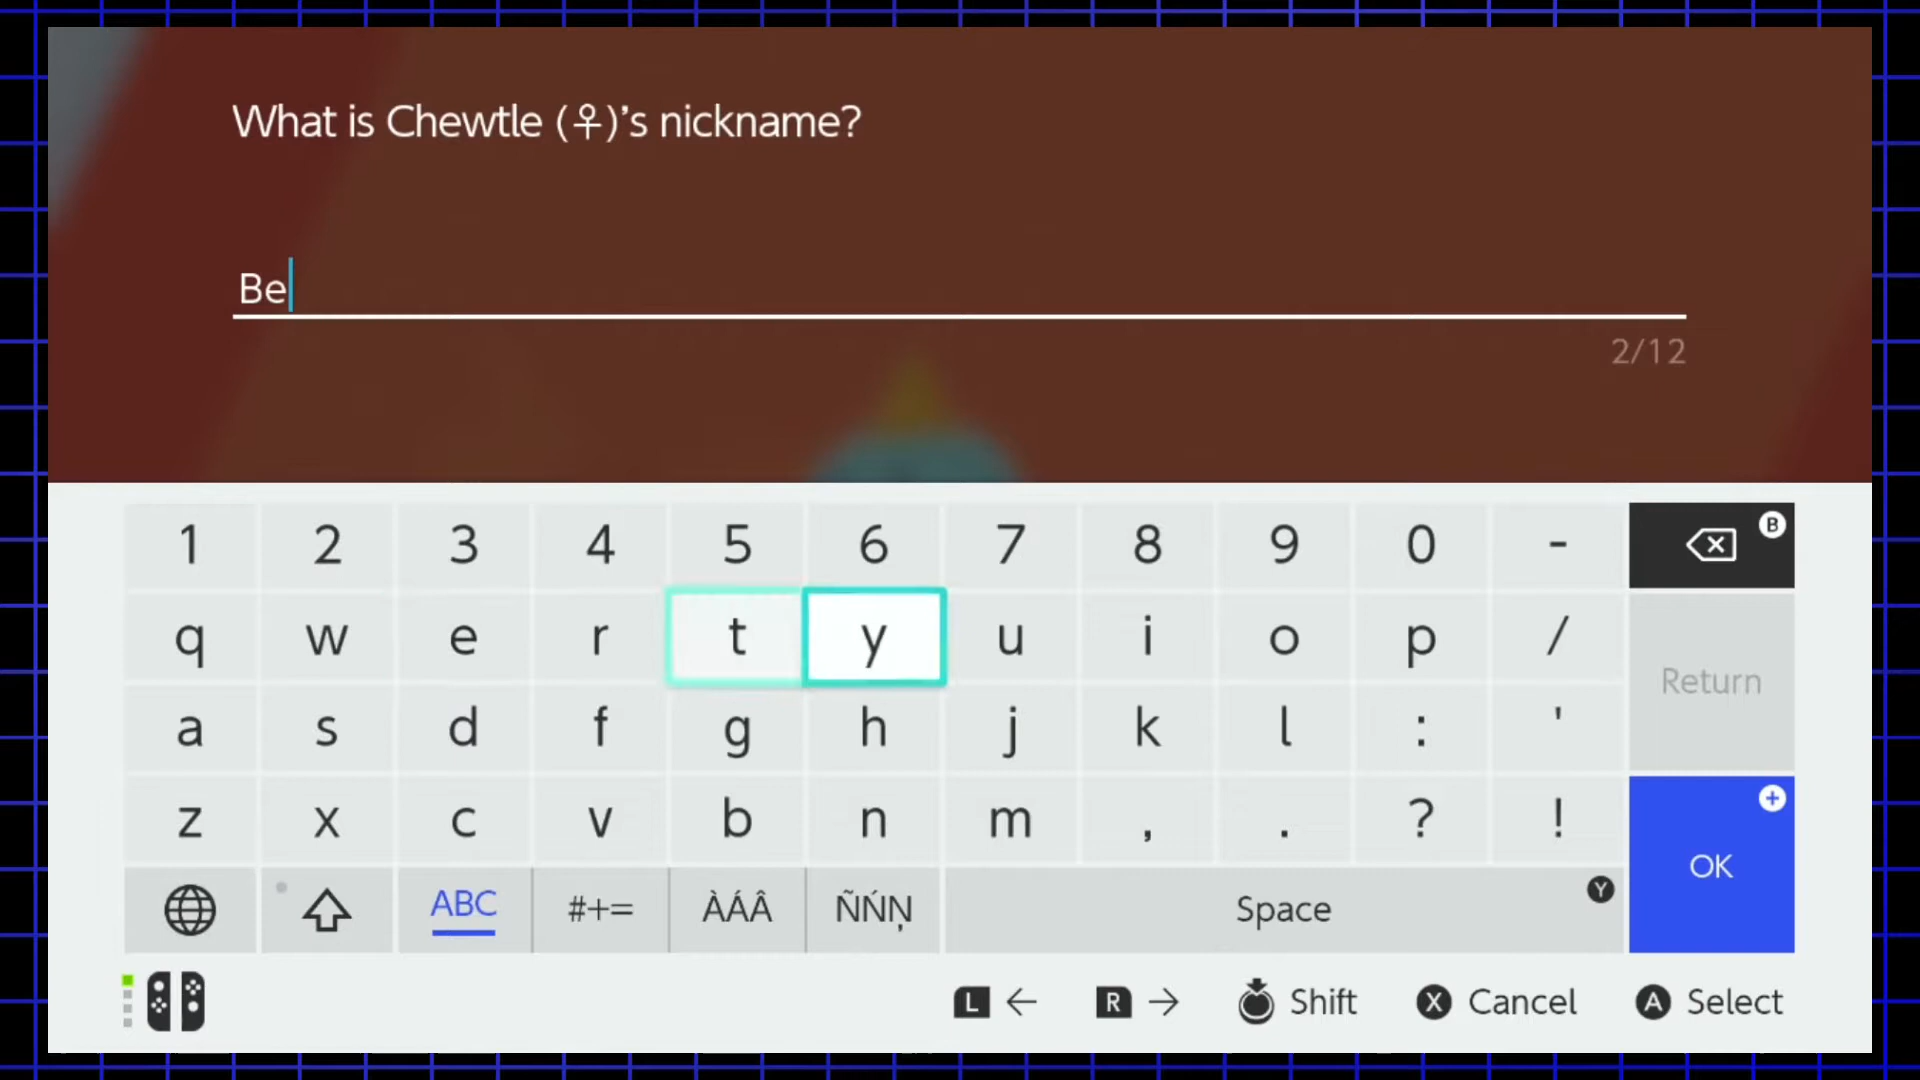 What is Chewtle (♀)'s nickname?
Be
2/12
1 2 3 4 5 6 7 8 9 0 - B
q w e r t y u i o p / Return
a s d f g h j k l : '
z x c v b n m , . ? ! + OK
ABC #+= ÀÁÂ ÑŃŅ Space Y
L ← R → Shift X Cancel A Select